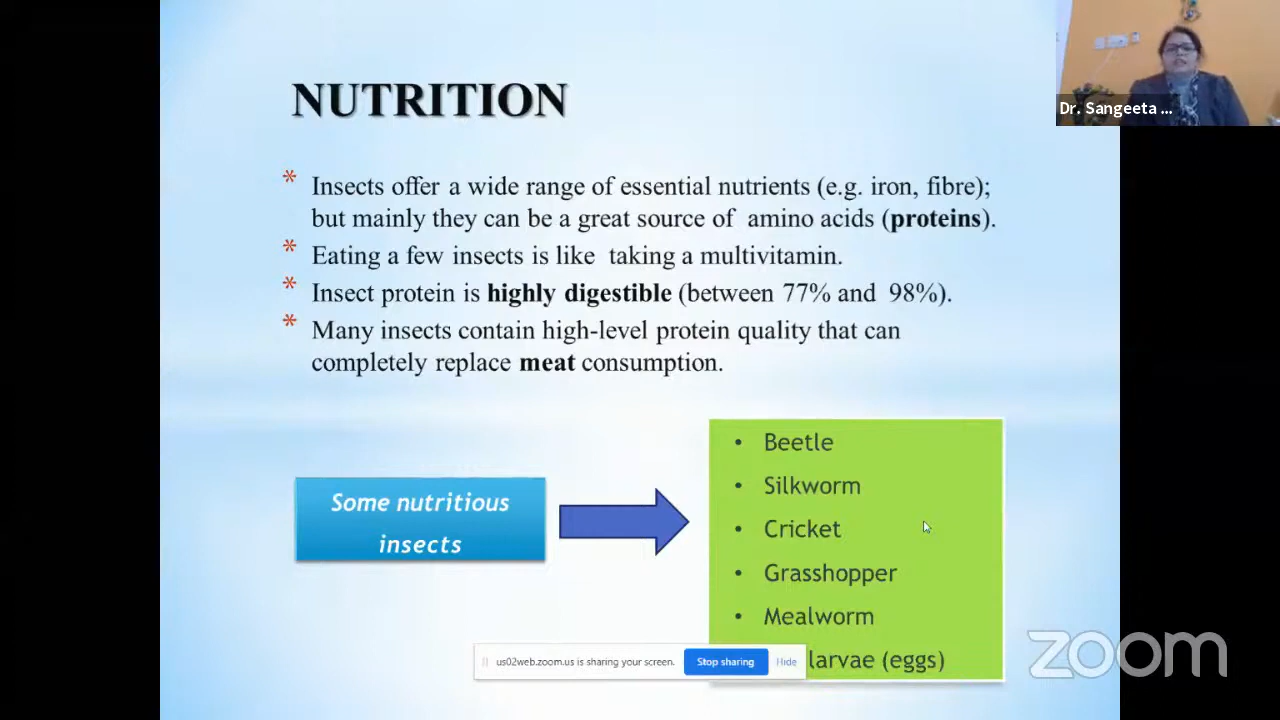 NUTRITION
* Insects offer a wide range of essential nutrients (e.g. iron, fibre);
but mainly they can be a great source of amino acids (proteins).
* Eating a few insects is like taking a multivitamin.
* Insect protein is highly digestible (between 77% and 98%).
* Many insects contain high-level protein quality that can
completely replace meat consumption.
Some nutritious
insects
• Beetle
• Silkworm
• Cricket
• Grasshopper
• Mealworm
larvae (eggs)
us02web.zoom.us is sharing your screen. Stop sharing Hide
Dr. Sangeeta ...
zoom